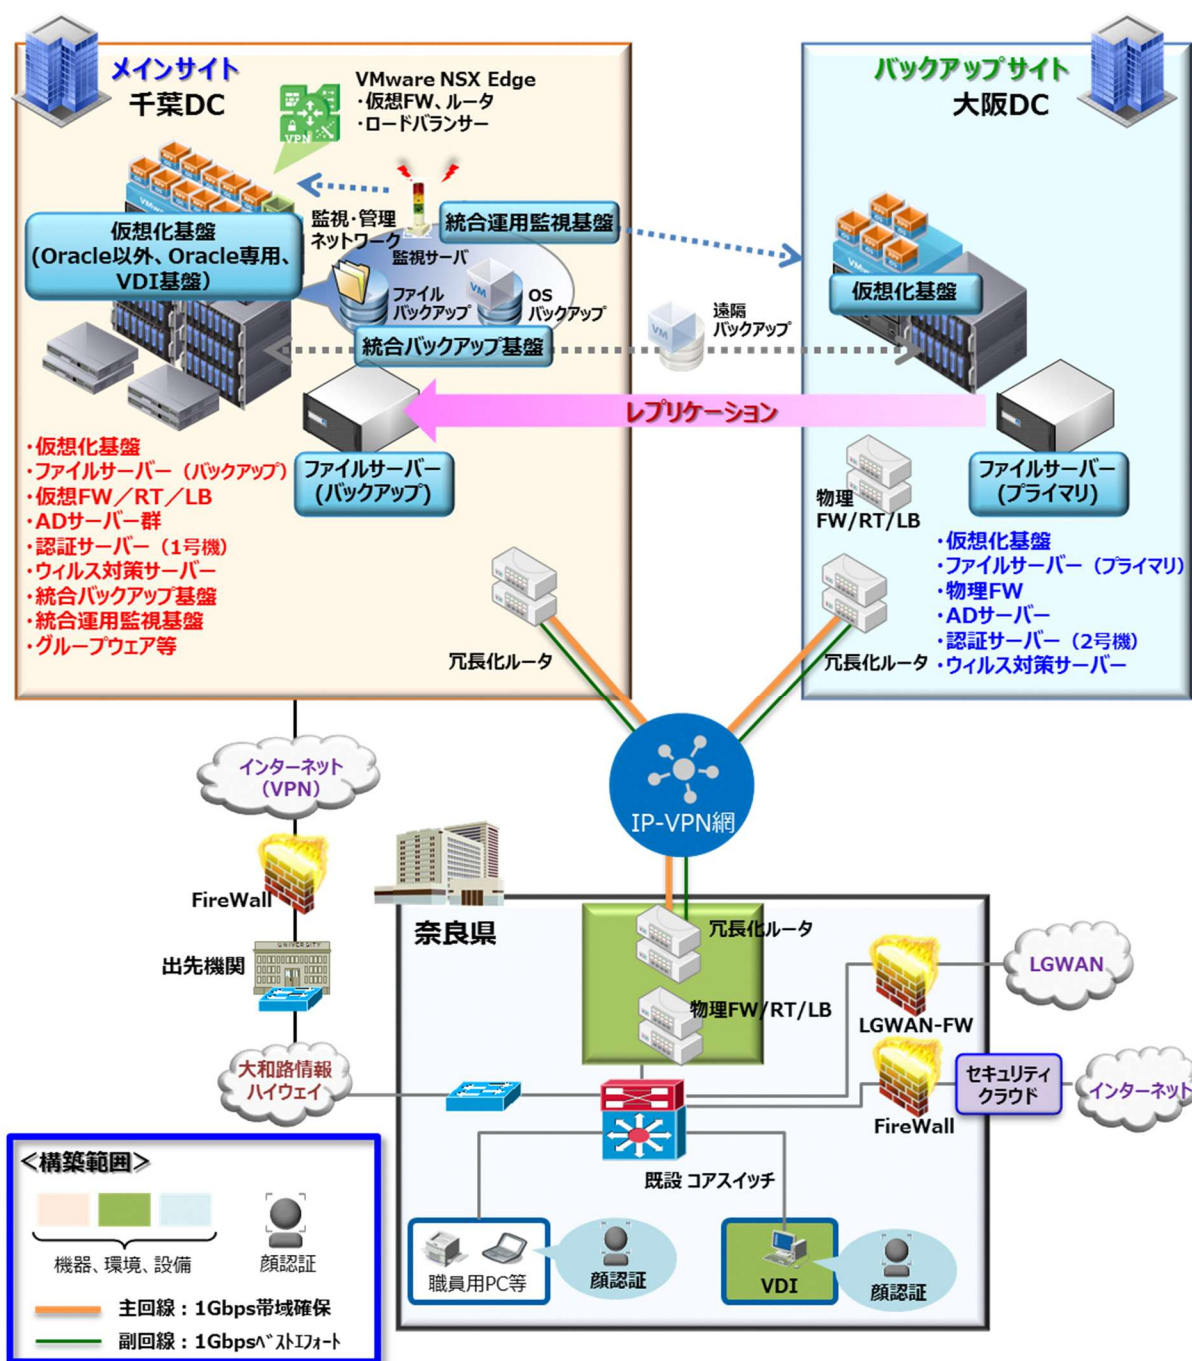 メインサイト
千葉DC
VMware NSX Edge
・仮想FW、ルータ
・ロードバランサー
VPN
バックアップサイト
大阪DC
仮想化基盤
(Oracle以外、Oracle専用、
VDI基盤)
監視・管理
ネットワーク
監視サーバ
統合運用監視基盤
ファイル
バックアップ
VM
OS
バックアップ
統合バックアップ基盤
VM
遠隔
バックアップ
仮想化基盤
レプリケーション
ファイルサーバー
(バックアップ)
ファイルサーバー
(プライマリ)
物理
FW/RT/LB
・仮想化基盤
・ファイルサーバー（バックアップ）
・仮想FW／RT／LB
・ADサーバー群
・認証サーバー（1号機）
・ウィルス対策サーバー
・統合バックアップ基盤
・統合運用監視基盤
・グループウェア等
・仮想化基盤
・ファイルサーバー（プライマリ）
・物理FW
・ADサーバー
・認証サーバー（2号機）
・ウィルス対策サーバー
冗長化ルータ
冗長化ルータ
インターネット
（VPN）
IP-VPN網
FireWall
UNIVERSITY
出先機関
大和路情報
ハイウェイ
奈良県
冗長化ルータ
物理FW/RT/LB
LGWAN-FW
LGWAN
FireWall
セキュリティ
クラウド
インターネット
既設 コアスイッチ
職員用PC等
顔認証
VDI
顔認証
＜構築範囲＞
機器、環境、設備
顔認証
主回線：1Gbps帯域確保
副回線：1Gbpsﾍﾞｽﾄｴﾌｫｰﾄ